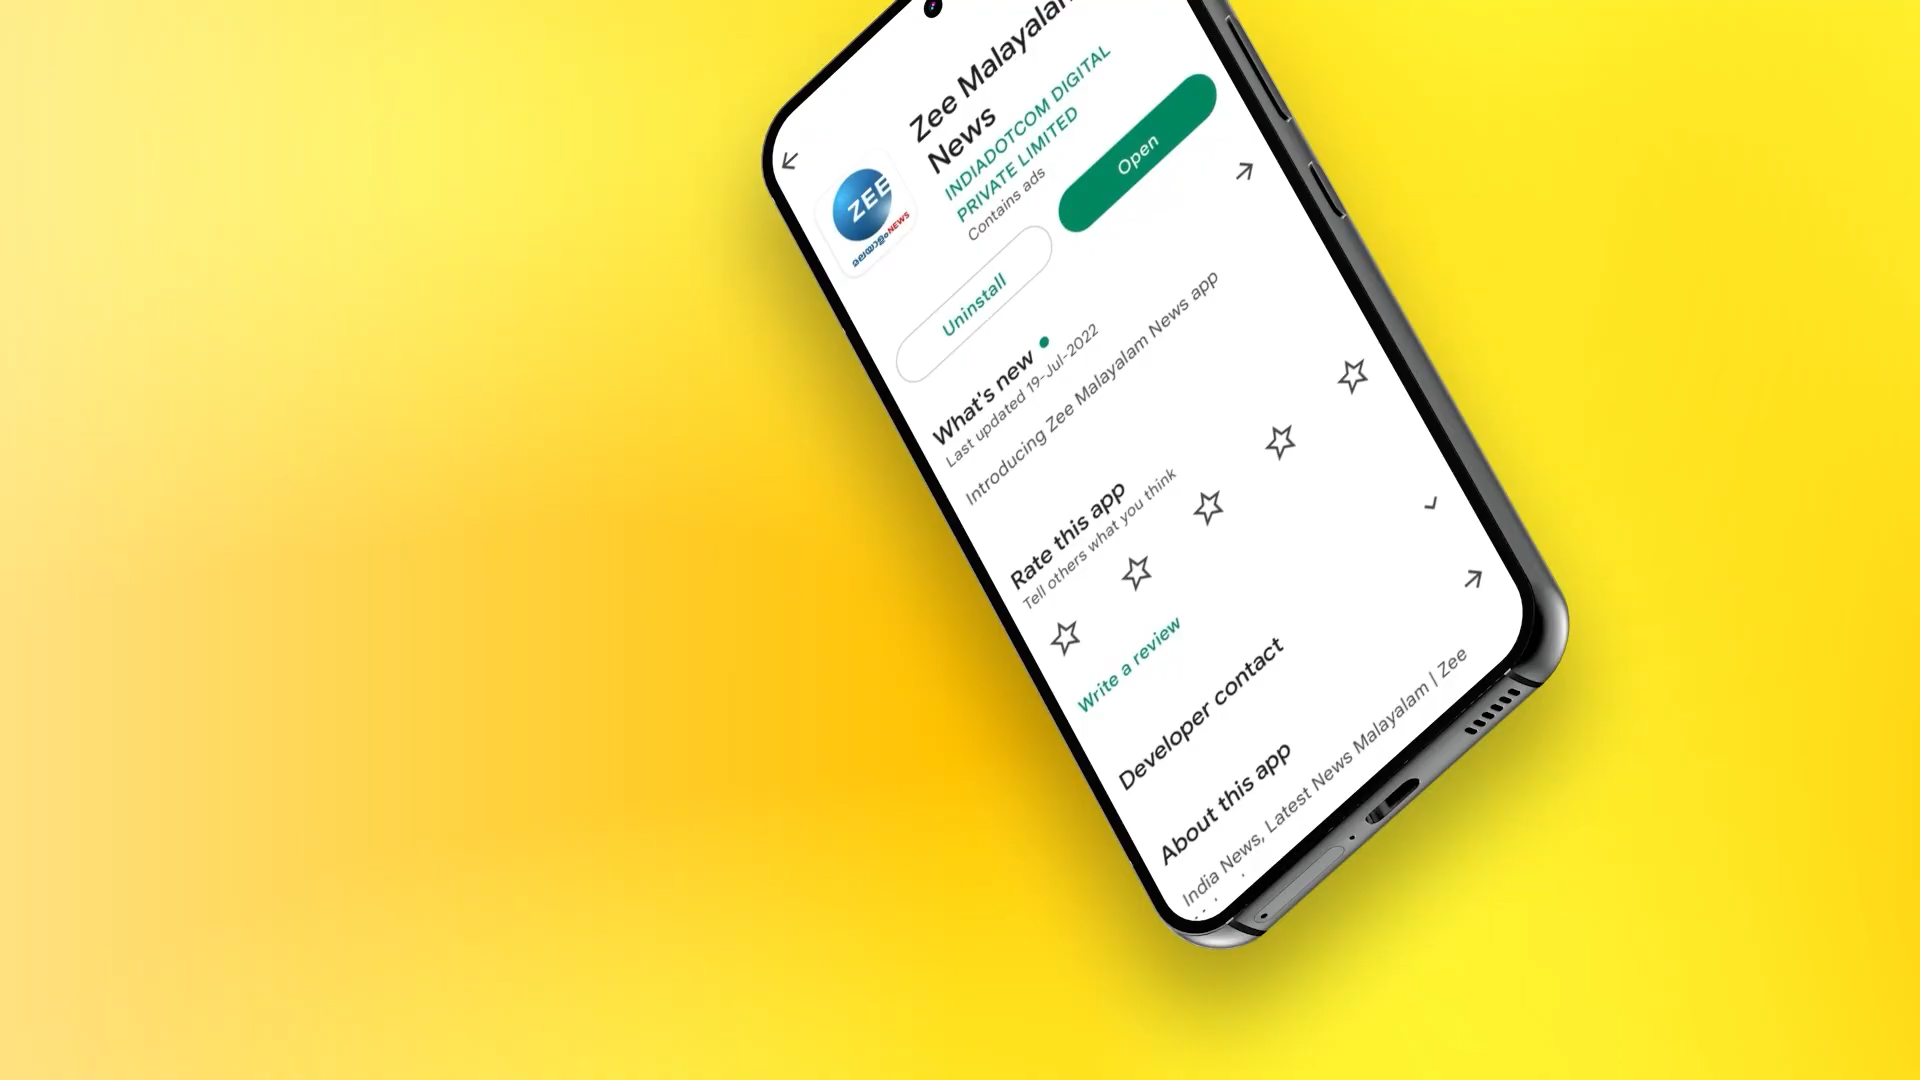 Zee Malayalam
News
INDIADOTCOM DIGITAL
PRIVATE LIMITED
Contains ads
ZEE
മലയാളം NEWS
Uninstall
Open
What's new
Last updated 19-Jul-2022
Introducing Zee Malayalam News app
Rate this app
Tell others what you think
Write a review
Developer contact
About this app
India News, Latest News Malayalam | Zee